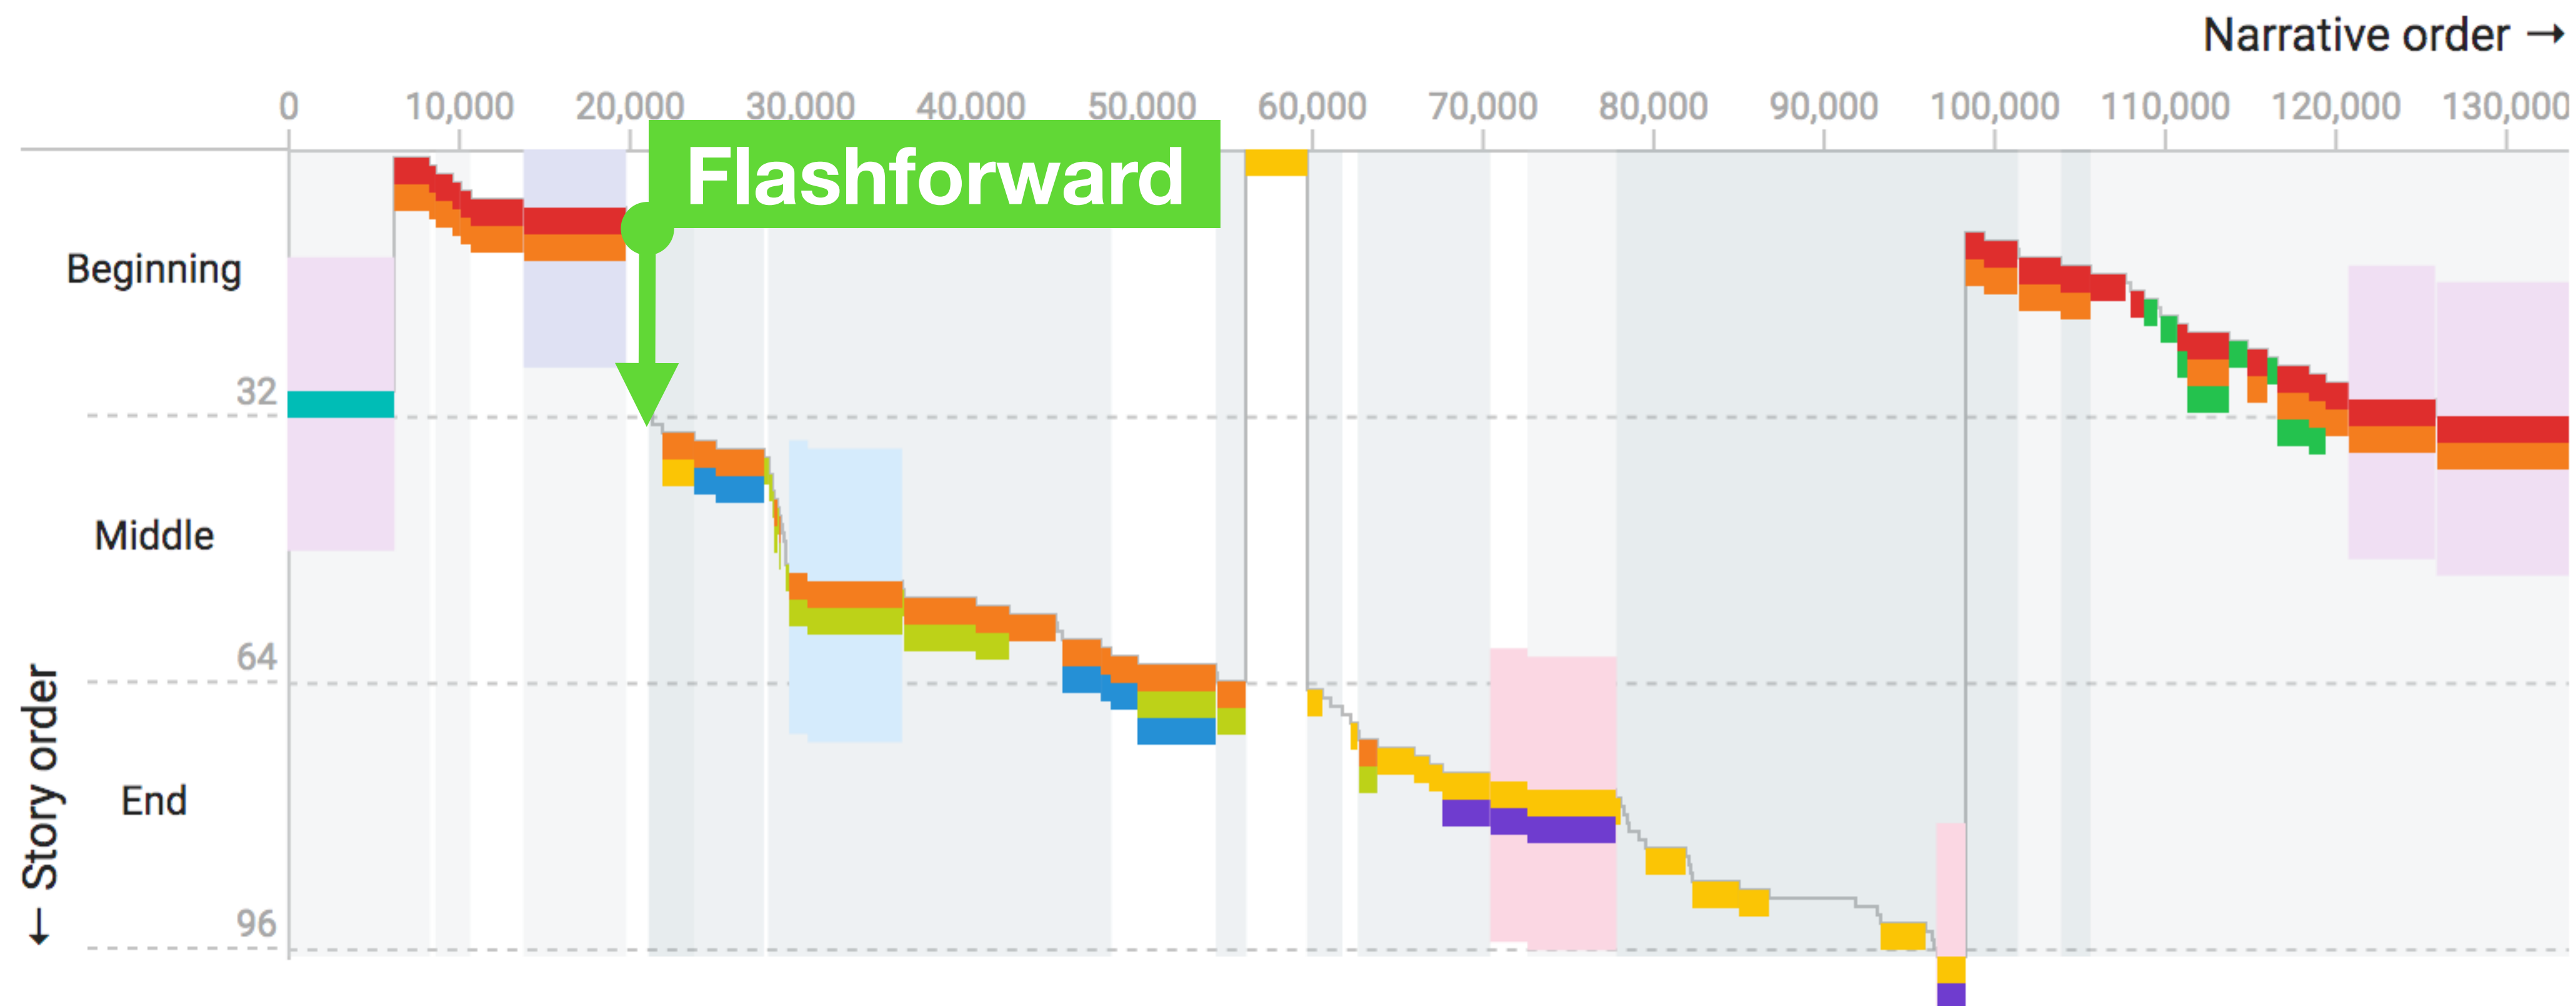 Narrative order →
0 10,000 20,000 30,000 40,000 50,000 60,000 70,000 80,000 90,000 100,000 110,000 120,000 130,000
Flashforward
Beginning
32
Middle
64
End
96
← Story order